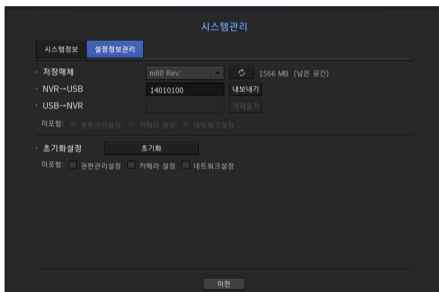 시스템관리
시스템정보 설정정보관리
저장매체 m80 Rev: 1566 MB (남은 공간)
NVR→USB 14010100 내보내기
USB→NVR 가져오기
미포함: 권한관리설정 카메라 설정 네트워크설정
초기화설정 초기화
미포함: 권한관리설정 카메라 설정 네트워크설정
이전